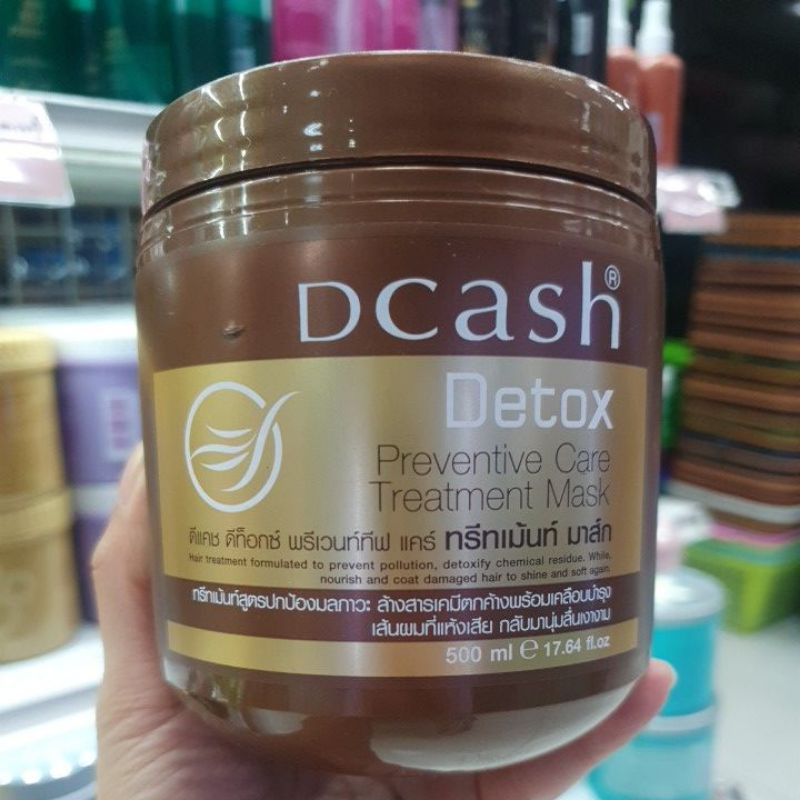 Dcash®
Detox
Preventive Care
Treatment Mask
ดีแคช ดีท็อกซ์ พรีเวนท์ทีฟ แคร์ ทรีทเม้นท์ มาส์ก
Hair treatment formulated to prevent pollution, detoxify chemical residue. While,
nourish and coat damaged hair to shine and soft again.
ทรีทเม้นท์สูตรปกป้องมลภาวะ ล้างสารเคมีตกค้างพร้อมเคลือบบำรุง
เส้นผมที่แห้งเสีย กลับมานุ่มลื่นเงางาม
500 ml e 17.64 fl.oz